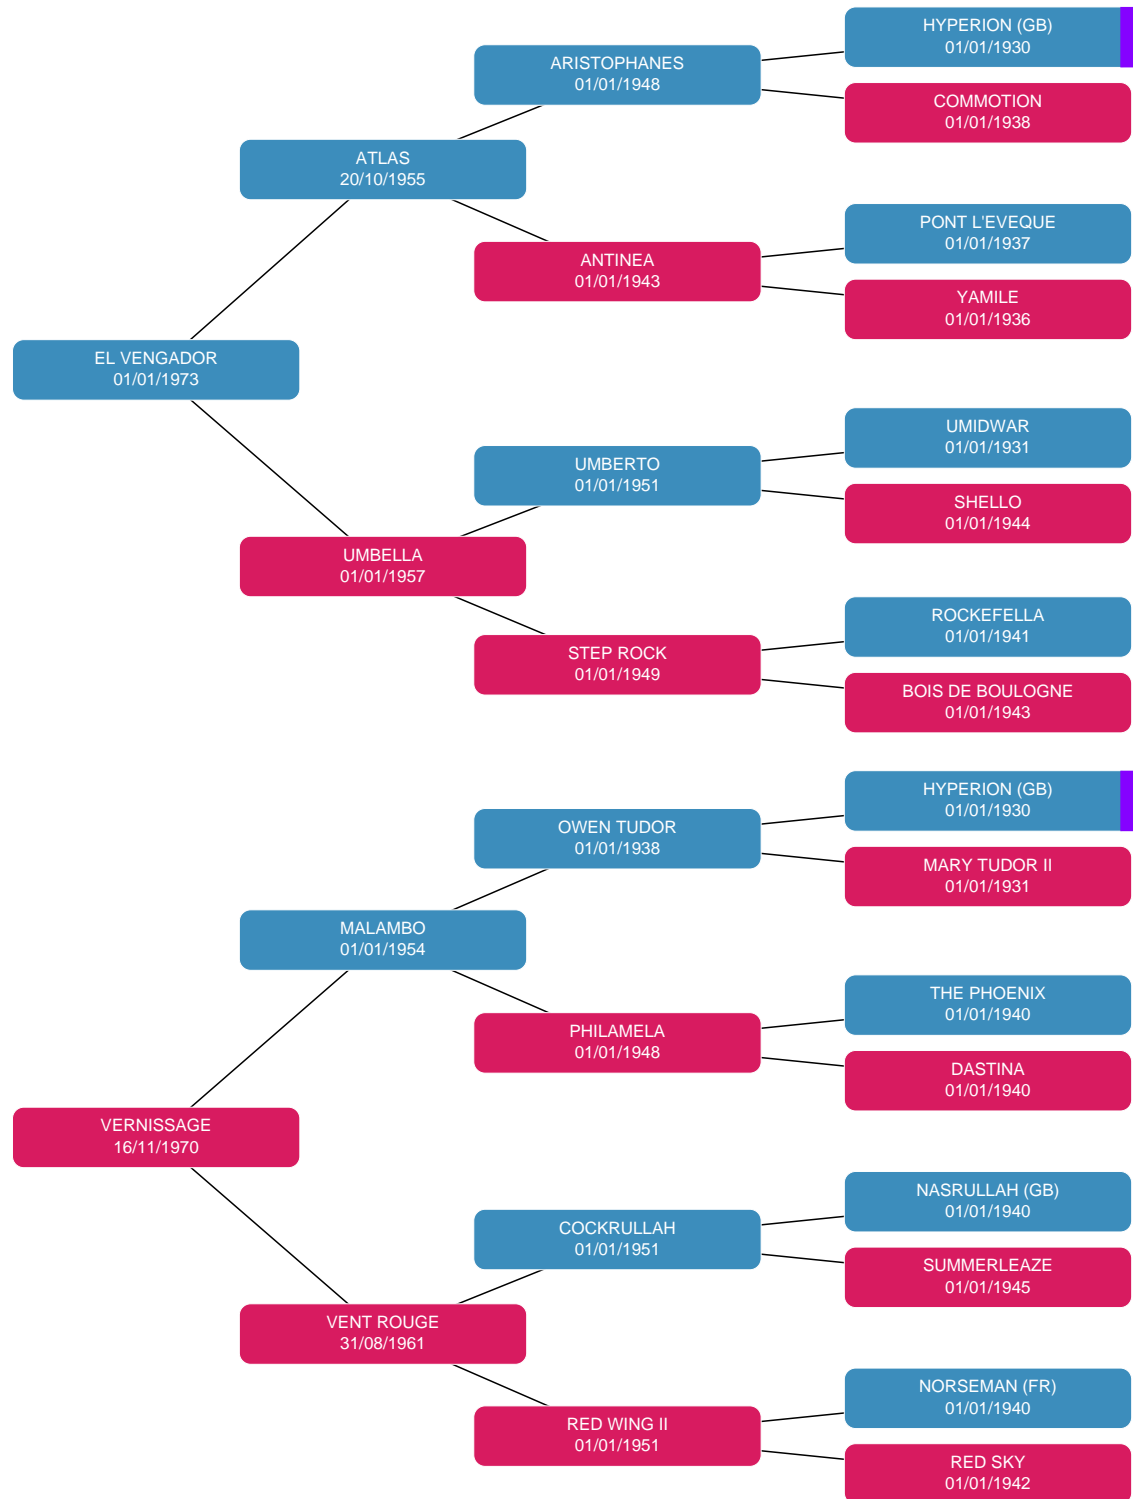 HYPERION (GB)
01/01/1930
ARISTOPHANES
01/01/1948
COMMOTION
01/01/1938
ATLAS
20/10/1955
PONT L'EVEQUE
01/01/1937
ANTINEA
01/01/1943
YAMILE
01/01/1936
EL VENGADOR
01/01/1973
UMIDWAR
01/01/1931
UMBERTO
01/01/1951
SHELLO
01/01/1944
UMBELLA
01/01/1957
ROCKEFELLA
01/01/1941
STEP ROCK
01/01/1949
BOIS DE BOULOGNE
01/01/1943
HYPERION (GB)
01/01/1930
OWEN TUDOR
01/01/1938
MARY TUDOR II
01/01/1931
MALAMBO
01/01/1954
THE PHOENIX
01/01/1940
PHILAMELA
01/01/1948
DASTINA
01/01/1940
VERNISSAGE
16/11/1970
NASRULLAH (GB)
01/01/1940
COCKRULLAH
01/01/1951
SUMMERLEAZE
01/01/1945
VENT ROUGE
31/08/1961
NORSEMAN (FR)
01/01/1940
RED WING II
01/01/1951
RED SKY
01/01/1942